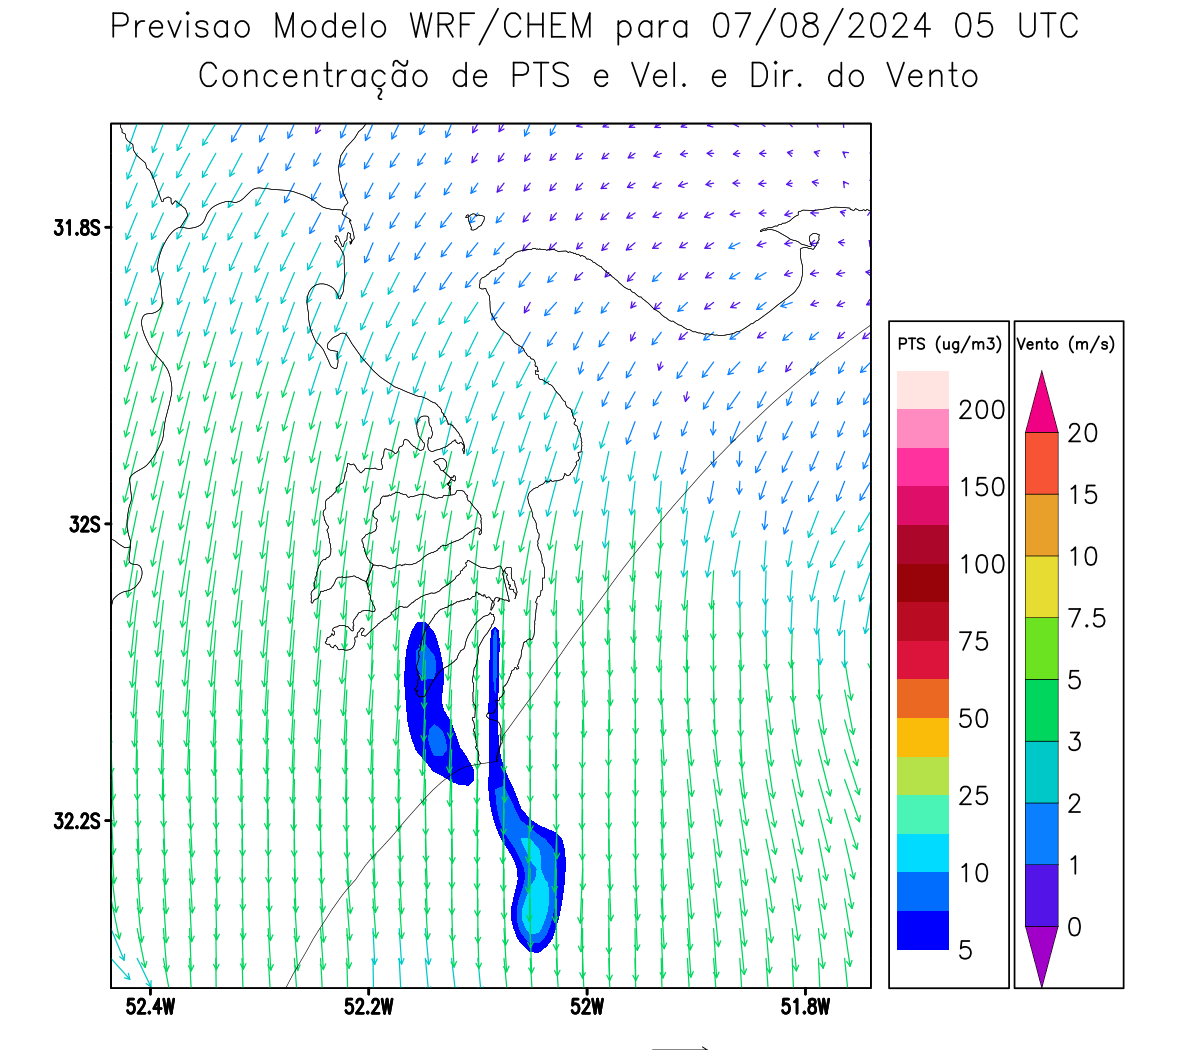 Previsao Modelo WRF/CHEM para 07/08/2024 05 UTC
Concentração de PTS e Vel. e Dir. do Vento
31.8S
32S
32.2S
52.4W 52.2W 52W 51.8W
PTS (ug/m3)
200
150
100
75
50
25
10
5
Vento (m/s)
20
15
10
7.5
5
3
2
1
0